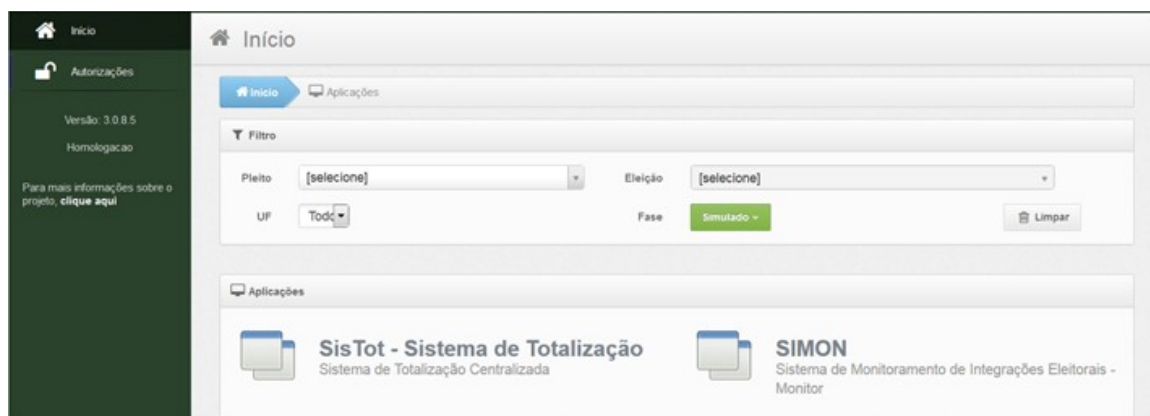 Início
Autorizações
Versão: 3.0.8.5
Homologacao
Para mais informações sobre o
projeto, clique aqui
Início
Início
Aplicações
Filtro
Pleito [selecione] Eleição [selecione]
UF Todo Fase Simulado Limpar
Aplicações
SisTot - Sistema de Totalização
Sistema de Totalização Centralizada
SIMON
Sistema de Monitoramento de Integrações Eleitorais -
Monitor